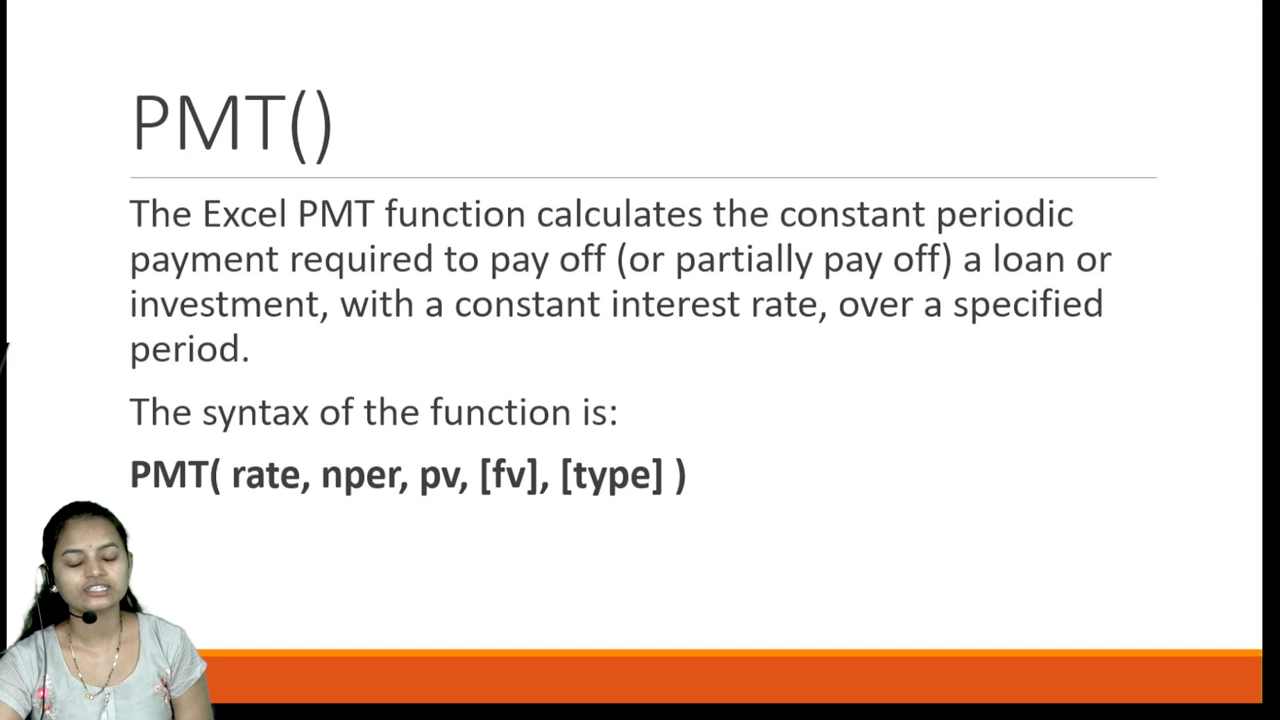 PMT()
The Excel PMT function calculates the constant periodic
payment required to pay off (or partially pay off) a loan or
investment, with a constant interest rate, over a specified
period.
The syntax of the function is:
PMT( rate, nper, pv, [fv], [type] )